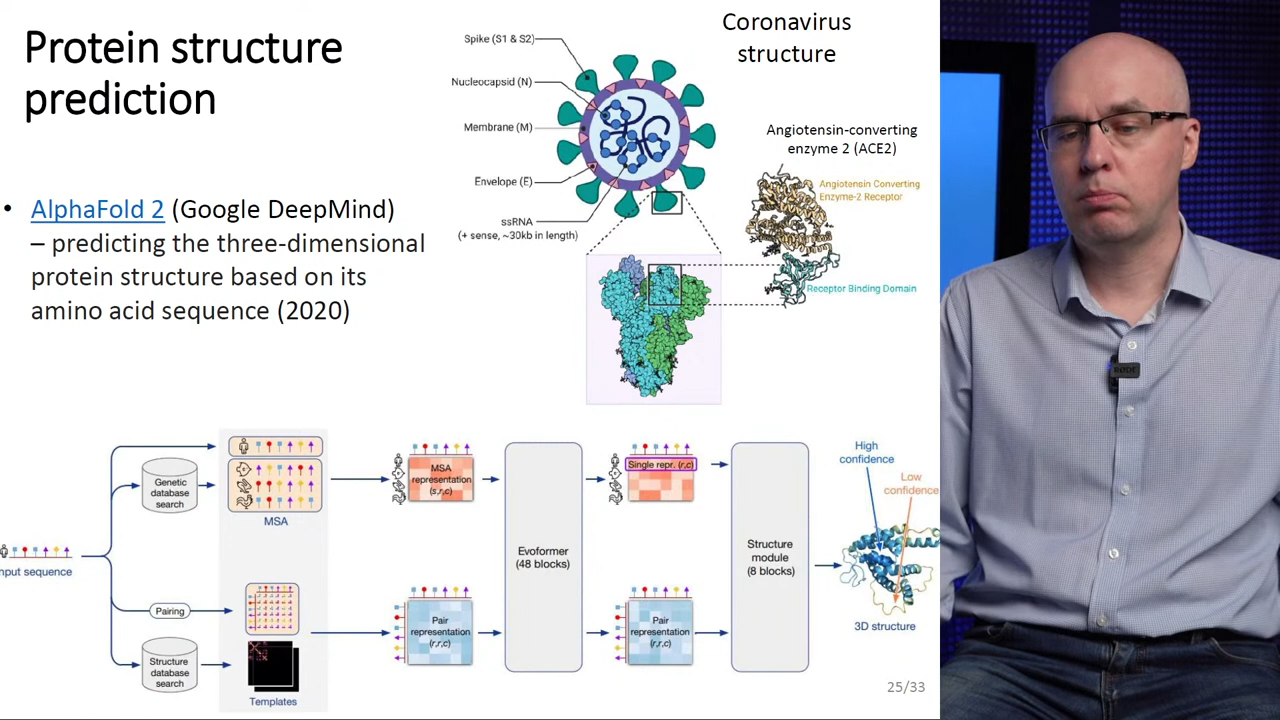 Protein structure
prediction
• AlphaFold 2 (Google DeepMind)
– predicting the three-dimensional
protein structure based on its
amino acid sequence (2020)
Coronavirus
structure
Spike (S1 & S2)
Nucleocapsid (N)
Membrane (M)
Envelope (E)
ssRNA
(+ sense, ~30kb in length)
Angiotensin-converting
enzyme 2 (ACE2)
Angiotensin Converting
Enzyme-2 Receptor
Receptor Binding Domain
nput sequence
Genetic
database
search
Pairing
Structure
database
search
MSA
Templates
MSA
representation
(s,r,c)
Pair
representation
(r,r,c)
Evoformer
(48 blocks)
Single repr. (r,c)
Pair
representation
(r,r,c)
Structure
module
(8 blocks)
High
confidence
Low
confidence
3D structure
25/33
RØDE